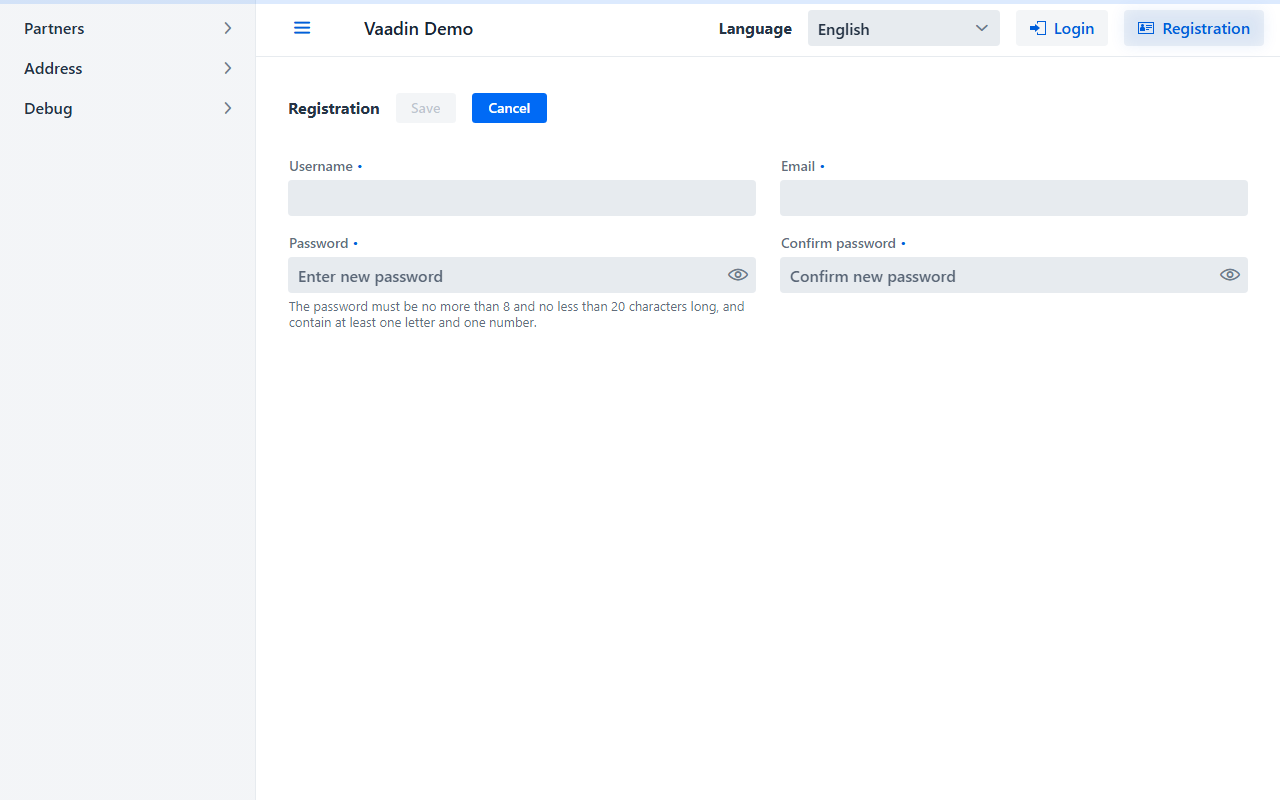 Partners
Address
Debug
Vaadin Demo
Language
English
Login
Registration
Registration
Save
Cancel
Username •
Email •
Password •
Enter new password
The password must be no more than 8 and no less than 20 characters long, and
contain at least one letter and one number.
Confirm password •
Confirm new password